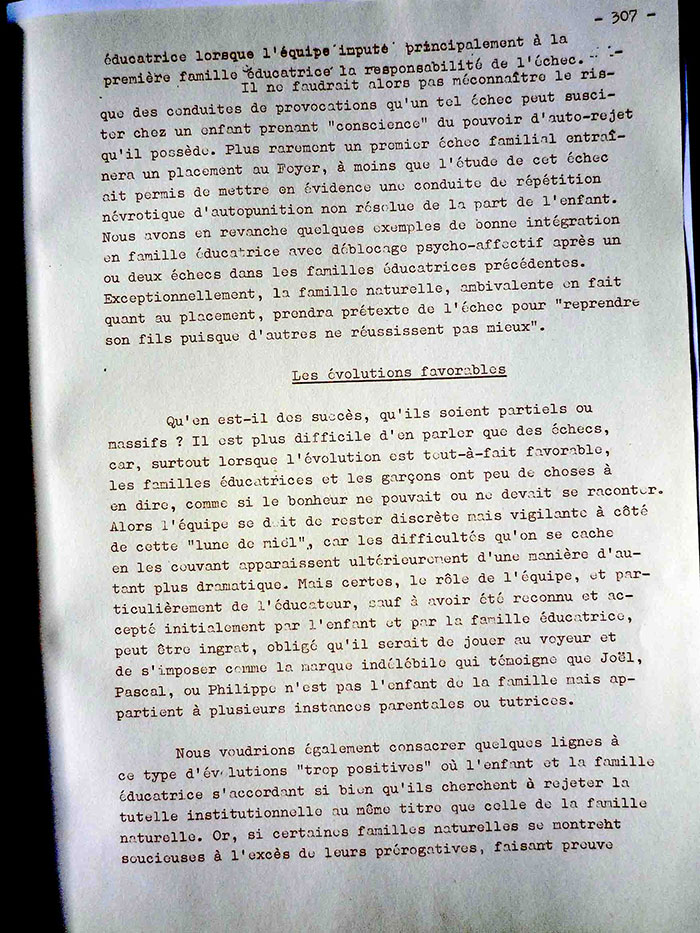 - 307 -
éducatrice lorsque l'équipe impute principalement à la
première famille éducatrice la responsabilité de l'échec.
Il ne faudrait alors pas méconnaître le ris-
que des conduites de provocations qu'un tel échec peut susci-
ter chez un enfant prenant "conscience" du pouvoir d'auto-rejet
qu'il possède. Plus rarement un premier échec familial entraî-
nera un placement au Foyer, à moins que l'étude de cet échec
ait permis de mettre en évidence une conduite de répétition
névrotique d'autopunition non résolue de la part de l'enfant.
Nous avons en revanche quelques exemples de bonne intégration
en famille éducatrice avec déblocage psycho-affectif après un
ou deux échecs dans les familles éducatrices précédentes.
Exceptionnellement, la famille naturelle, ambivalente en fait
quant au placement, prendra prétexte de l'échec pour "reprendre
son fils puisque d'autres ne réussissent pas mieux".
Les évolutions favorables
Qu'en est-il des succès, qu'ils soient partiels ou
massifs ? Il est plus difficile d'en parler que des échecs,
car, surtout lorsque l'évolution est tout-à-fait favorable,
les familles éducatrices et les garçons ont peu de choses à
en dire, comme si le bonheur ne pouvait ou ne devait se raconter.
Alors l'équipe se doit de rester discrète mais vigilante à côté
de cette "lune de miel", car les difficultés qu'on se cache
en les couvant apparaissent ultérieurement d'une manière d'au-
tant plus dramatique. Mais certes, le rôle de l'équipe, et par-
ticulièrement de l'éducateur, sauf à avoir été reconnu et ac-
cepté initialement par l'enfant et par la famille éducatrice,
peut être ingrat, obligé qu'il serait de jouer au voyeur et
de s'imposer comme la marque indélébile qui témoigne que Joël,
Pascal, ou Philippe n'est pas l'enfant de la famille mais ap-
partient à plusieurs instances parentales ou tutrices.
Nous voudrions également consacrer quelques lignes à
ce type d'évolutions "trop positives" où l'enfant et la famille
éducatrice s'accordant si bien qu'ils cherchent à rejeter la
tutelle institutionnelle au même titre que celle de la famille
naturelle. Or, si certaines familles naturelles se montreht
soucieuses à l'excès de leurs prérogatives, faisant preuve